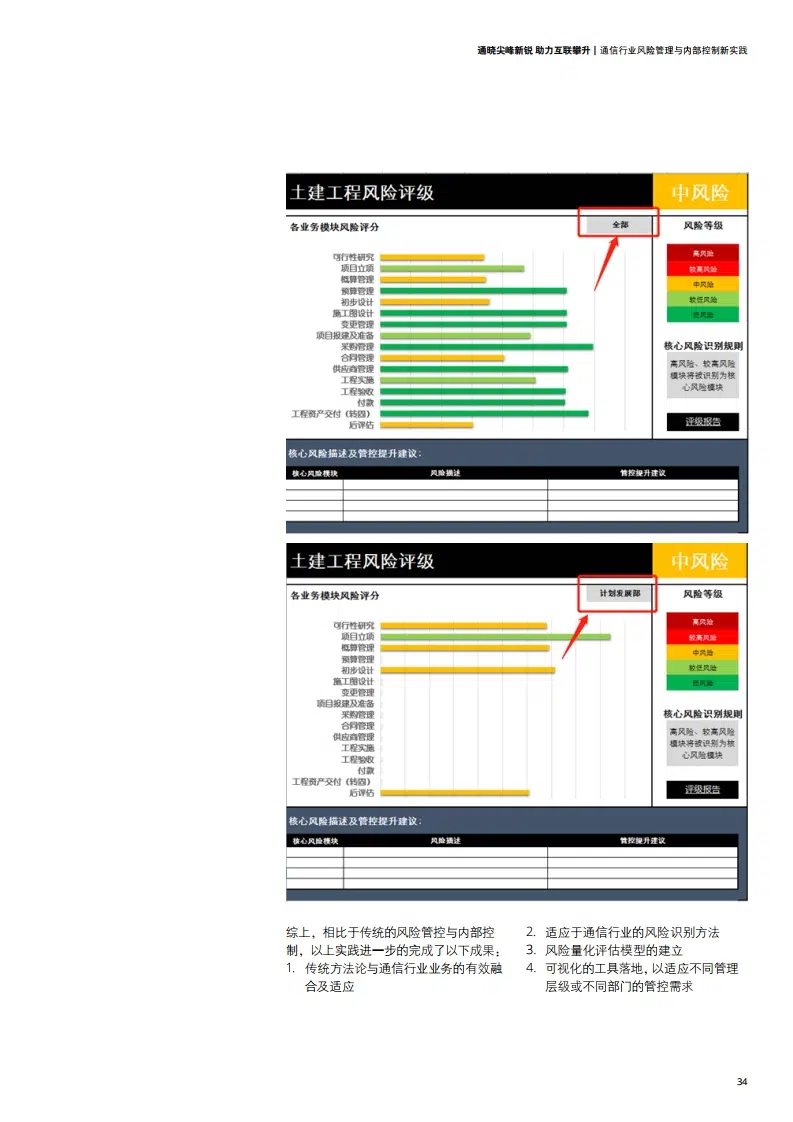 通晓尖峰新锐 助力互联攀升 | 通信行业风险管理与内部控制新实践
土建工程风险评级
中风险
各业务模块风险评分
全部
风险等级
可行性研究
项目立项
概算管理
预算管理
初步设计
施工图设计
变更管理
项目报建及准备
采购管理
合同管理
供应商管理
工程实施
工程验收
付款
工程资产交付（转固）
后评估
高风险
较高风险
中风险
较低风险
低风险
核心风险识别规则
高风险、较高风险
模块将被识别为核
心风险模块
评级报告
核心风险描述及管控提升建议：
核心风险模块
风险描述
管控提升建议
土建工程风险评级
中风险
各业务模块风险评分
计划发展部
风险等级
可行性研究
项目立项
概算管理
预算管理
初步设计
施工图设计
变更管理
项目报建及准备
采购管理
合同管理
供应商管理
工程实施
工程验收
付款
工程资产交付（转固）
后评估
高风险
较高风险
中风险
较低风险
低风险
核心风险识别规则
高风险、较高风险
模块将被识别为核
心风险模块
评级报告
核心风险描述及管控提升建议：
核心风险模块
风险描述
管控提升建议
综上，相比于传统的风险管控与内部控
制，以上实践进一步的完成了以下成果：
1. 传统方法论与通信行业业务的有效融
合及适应
2. 适应于通信行业的风险识别方法
3. 风险量化评估模型的建立
4. 可视化的工具落地，以适应不同管理
层级或不同部门的管控需求
34